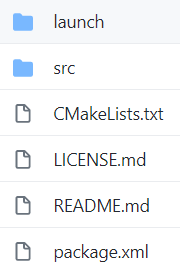 launch
src
CMakeLists.txt
LICENSE.md
README.md
package.xml